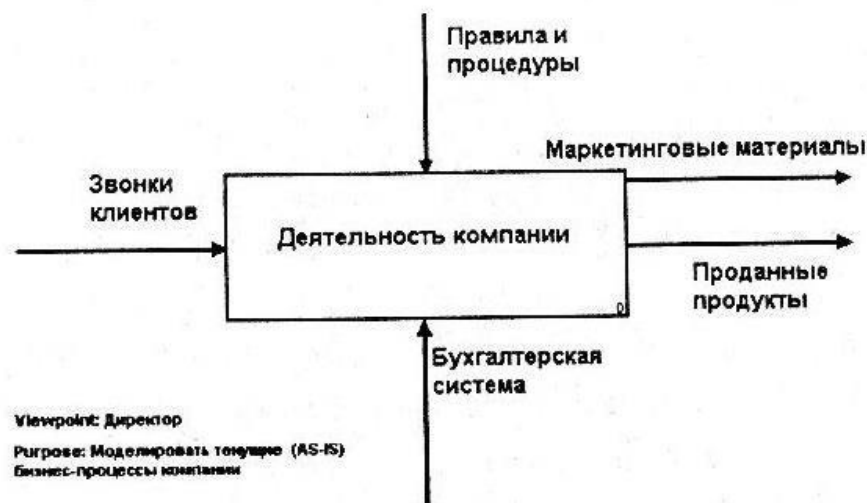 Правила и
процедуры
Маркетинговые материалы
Звонки
клиентов
Деятельность компании
Проданные
продукты
0
Бухгалтерская
система
Viewpoint: Директор
Purpose: Моделировать текущие (AS-IS)
бизнес-процессы компании